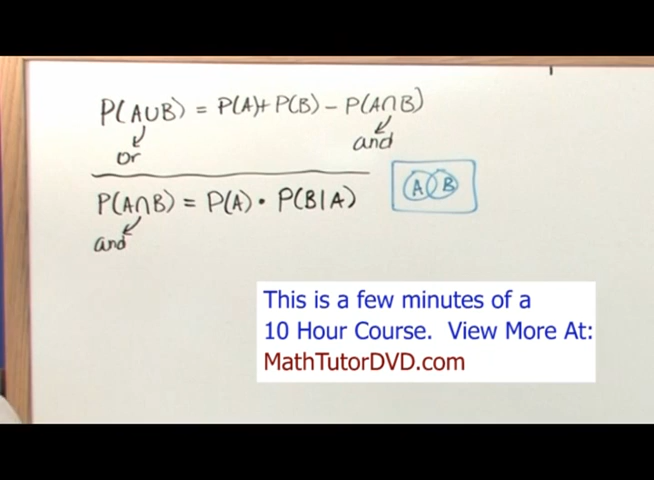 P(A∪B) = P(A) + P(B) − P(A∩B)
or
and
P(A∩B) = P(A) • P(B|A)
and
A B
This is a few minutes of a
10 Hour Course. View More At:
MathTutorDVD.com